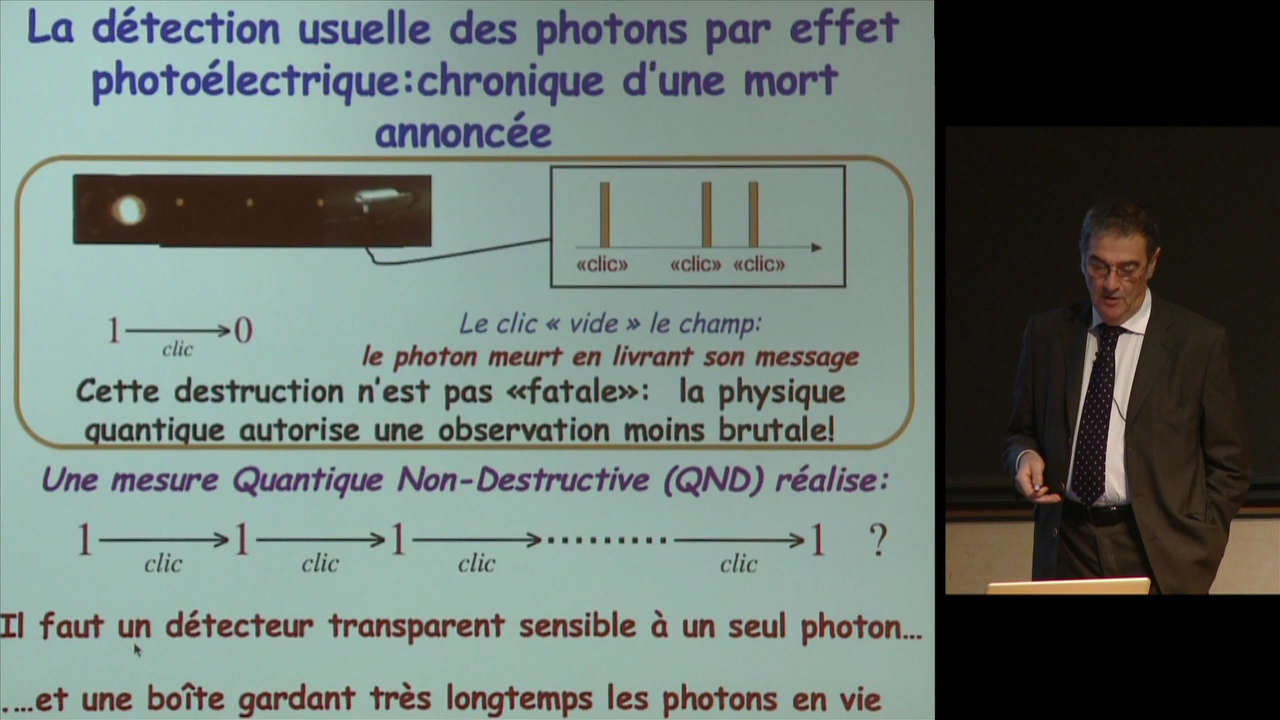 La détection usuelle des photons par effet
photoélectrique:chronique d'une mort
annoncée
«clic» «clic» «clic»
1 → 0
clic
Le clic « vide » le champ:
le photon meurt en livrant son message
Cette destruction n'est pas «fatale»: la physique
quantique autorise une observation moins brutale!
Une mesure Quantique Non-Destructive (QND) réalise:
1 → 1 → 1 → ........ → 1 ?
clic clic clic clic
Il faut un détecteur transparent sensible à un seul photon...
....et une boîte gardant très longtemps les photons en vie